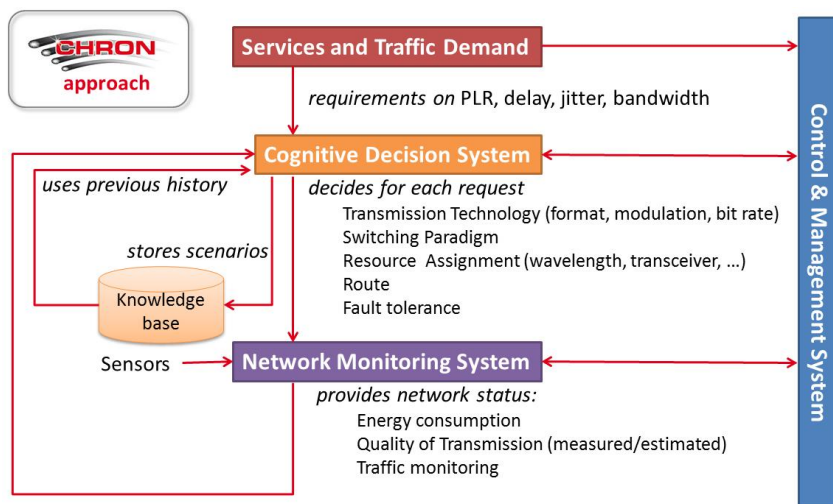 CHRON
approach
Services and Traffic Demand
requirements on PLR, delay, jitter, bandwidth
Cognitive Decision System
uses previous history
decides for each request
Transmission Technology (format, modulation, bit rate)
Switching Paradigm
Resource Assignment (wavelength, transceiver, ...)
Route
Fault tolerance
stores scenarios
Knowledge
base
Sensors
Network Monitoring System
provides network status:
Energy consumption
Quality of Transmission (measured/estimated)
Traffic monitoring
Control & Management System